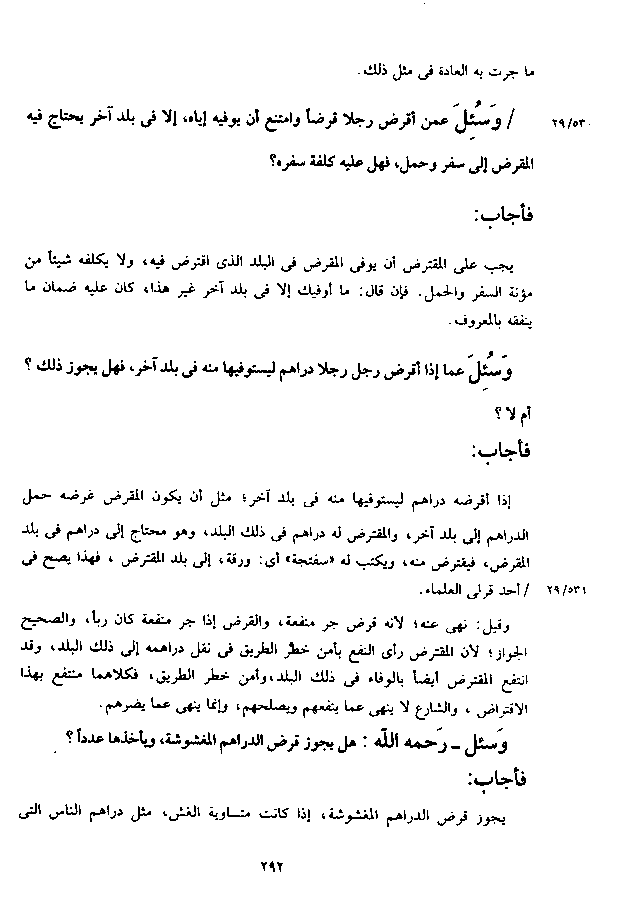 ما جرت به العادة فى مثل ذلك.
٢٩/٥٣٠ / وَسُئِلَ عمن أقرض رجلا قرضاً وامتنع أن يوفيه إياه، إلا فى بلد آخر يحتاج فيه
المقرض إلى سفر وحمل، فهل عليه كلفة سفره؟
فأجاب:
يجب على المقترض أن يوفى المقرض فى البلد الذى اقترض فيه، ولا يكلفه شيئاً من
مؤنة السفر والحمل. فإن قال: ما أوفيك إلا فى بلد آخر غير هذا، كان عليه ضمان ما
ينفقه بالمعروف.
وَسُئِلَ عما إذا أقرض رجل رجلا دراهم ليستوفيها منه فى بلد آخر، فهل يجوز ذلك ؟
أم لا ؟
فأجاب:
إذا أقرضه دراهم ليستوفيها منه فى بلد آخر؛ مثل أن يكون المقرض غرضه حمل
الدراهم إلى بلد آخر، والمقترض له دراهم فى ذلك البلد، وهو محتاج إلى دراهم فى بلد
المقرض، فيقترض منه، ويكتب له «سفتجة» أى: ورقة، إلى بلد المقترض ، فهذا يصح فى
٢٩/٥٣١ / أحد قولى العلماء.
وقيل: نهى عنه؛ لأنه قرض جر منفعة، والقرض إذا جر منفعة كان رباً، والصحيح
الجواز؛ لأن المقترض رأى النفع بأمن خطر الطريق فى نقل دراهمه إلى ذلك البلد، وقد
انتفع المقترض أيضاً بالوفاء فى ذلك البلد،وأمن خطر الطريق، فكلاهما منتفع بهذا
الاقتراض ، والشارع لا ينهى عما ينفعهم ويصلحهم، وإنما ينهى عما يضرهم.
وَسئل ـ رَحمه اللَّه : هل يجوز قرض الدراهم المغشوشة، ويأخذها عدداً ؟
فأجاب:
يجوز قرض الدراهم المغشوشة، إذا كانت متساوية الغش، مثل دراهم الناس التى
٢٩٢